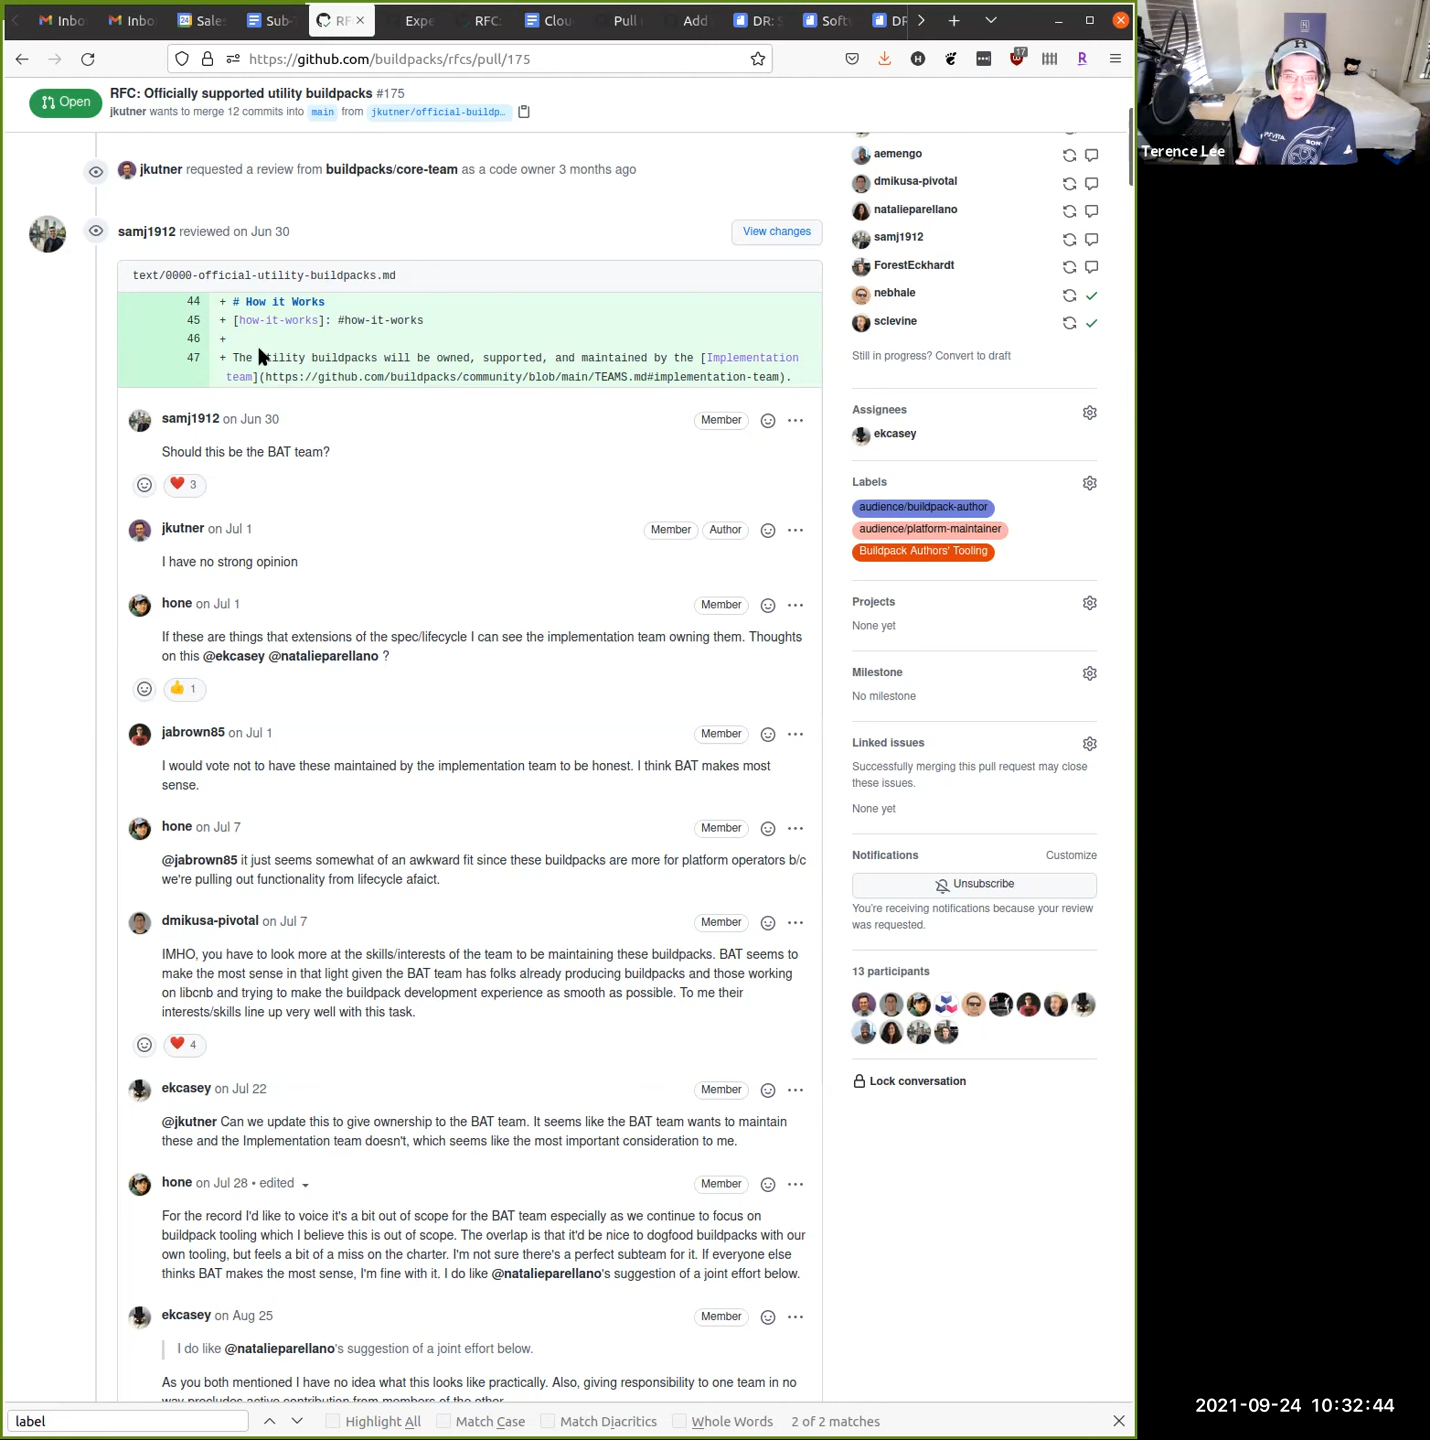 Inbo
Inbo
Sale
Sub-
RF
Expe
RFC
Clou
Pull
Add
DR:
Soft
DR
https://github.com/buildpacks/rfcs/pull/175
17
Open
RFC: Officially supported utility buildpacks #175
jkutner wants to merge 12 commits into main from jkutner/official-buildp…
jkutner requested a review from buildpacks/core-team as a code owner 3 months ago
samj1912 reviewed on Jun 30
View changes
text/0000-official-utility-buildpacks.md
44 + # How it Works
45 + [how-it-works]: #how-it-works
46 +
47 + The utility buildpacks will be owned, supported, and maintained by the [Implementation
team](https://github.com/buildpacks/community/blob/main/TEAMS.md#implementation-team).
samj1912 on Jun 30
Member
Should this be the BAT team?
3
jkutner on Jul 1
Member
Author
I have no strong opinion
hone on Jul 1
Member
If these are things that extensions of the spec/lifecycle I can see the implementation team owning them. Thoughts
on this @ekcasey @natalieparellano ?
1
jabrown85 on Jul 1
Member
I would vote not to have these maintained by the implementation team to be honest. I think BAT makes most
sense.
hone on Jul 7
Member
@jabrown85 it just seems somewhat of an awkward fit since these buildpacks are more for platform operators b/c
we're pulling out functionality from lifecycle afaict.
dmikusa-pivotal on Jul 7
Member
IMHO, you have to look more at the skills/interests of the team to be maintaining these buildpacks. BAT seems to
make the most sense in that light given the BAT team has folks already producing buildpacks and those working
on libcnb and trying to make the buildpack development experience as smooth as possible. To me their
interests/skills line up very well with this task.
4
ekcasey on Jul 22
Member
@jkutner Can we update this to give ownership to the BAT team. It seems like the BAT team wants to maintain
these and the Implementation team doesn't, which seems like the most important consideration to me.
hone on Jul 28 • edited
Member
For the record I'd like to voice it's a bit out of scope for the BAT team especially as we continue to focus on
buildpack tooling which I believe this is out of scope. The overlap is that it'd be nice to dogfood buildpacks with our
own tooling, but feels a bit of a miss on the charter. I'm not sure there's a perfect subteam for it. If everyone else
thinks BAT makes the most sense, I'm fine with it. I do like @natalieparellano's suggestion of a joint effort below.
ekcasey on Aug 25
Member
I do like @natalieparellano's suggestion of a joint effort below.
As you both mentioned I have no idea what this looks like practically. Also, giving responsibility to one team in no
way precludes active contribution from members of the other
aemengo
dmikusa-pivotal
natalieparellano
samj1912
ForestEckhardt
nebhale
sclevine
Still in progress? Convert to draft
Assignees
ekcasey
Labels
audience/buildpack-author
audience/platform-maintainer
Buildpack Authors' Tooling
Projects
None yet
Milestone
No milestone
Linked issues
Successfully merging this pull request may close
these issues.
None yet
Notifications
Customize
Unsubscribe
You're receiving notifications because your review
was requested.
13 participants
Lock conversation
label
Highlight All
Match Case
Match Diacritics
Whole Words
2 of 2 matches
Terence Lee
2021-09-24 10:32:44